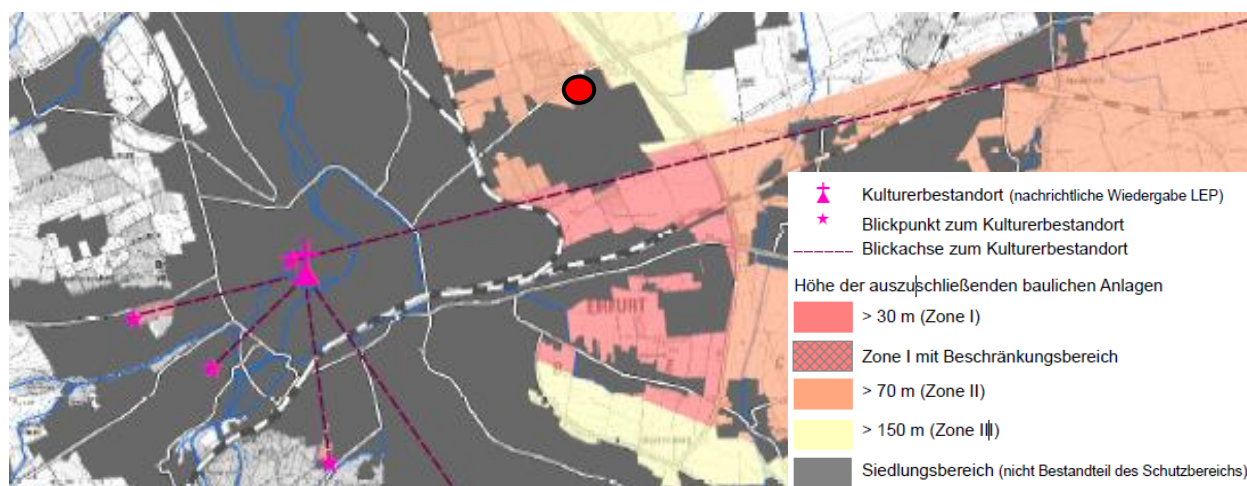 ERFURT
Kulturerbestandort (nachrichtliche Wiedergabe LEP)
Blickpunkt zum Kulturerbestandort
Blickachse zum Kulturerbestandort
Höhe der auszuschließenden baulichen Anlagen
> 30 m (Zone I)
Zone I mit Beschränkungsbereich
> 70 m (Zone II)
> 150 m (Zone III)
Siedlungsbereich (nicht Bestandteil des Schutzbereichs)